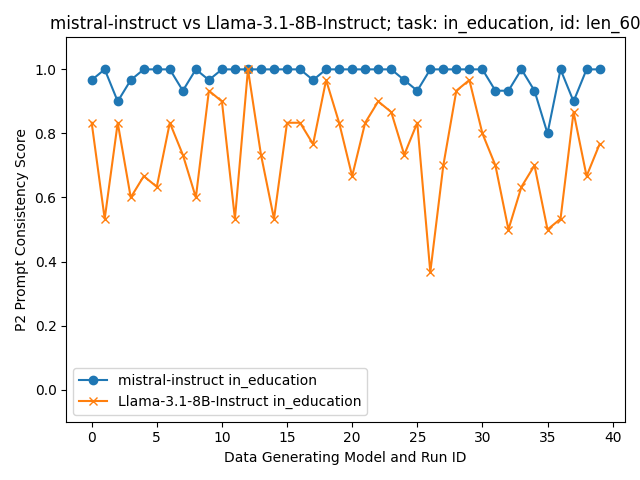 mistral-instruct vs Llama-3.1-8B-Instruct; task: in_education, id: len_60
P2 Prompt Consistency Score
1.0
0.8
0.6
0.4
0.2
0.0
mistral-instruct in_education
Llama-3.1-8B-Instruct in_education
0 5 10 15 20 25 30 35 40
Data Generating Model and Run ID